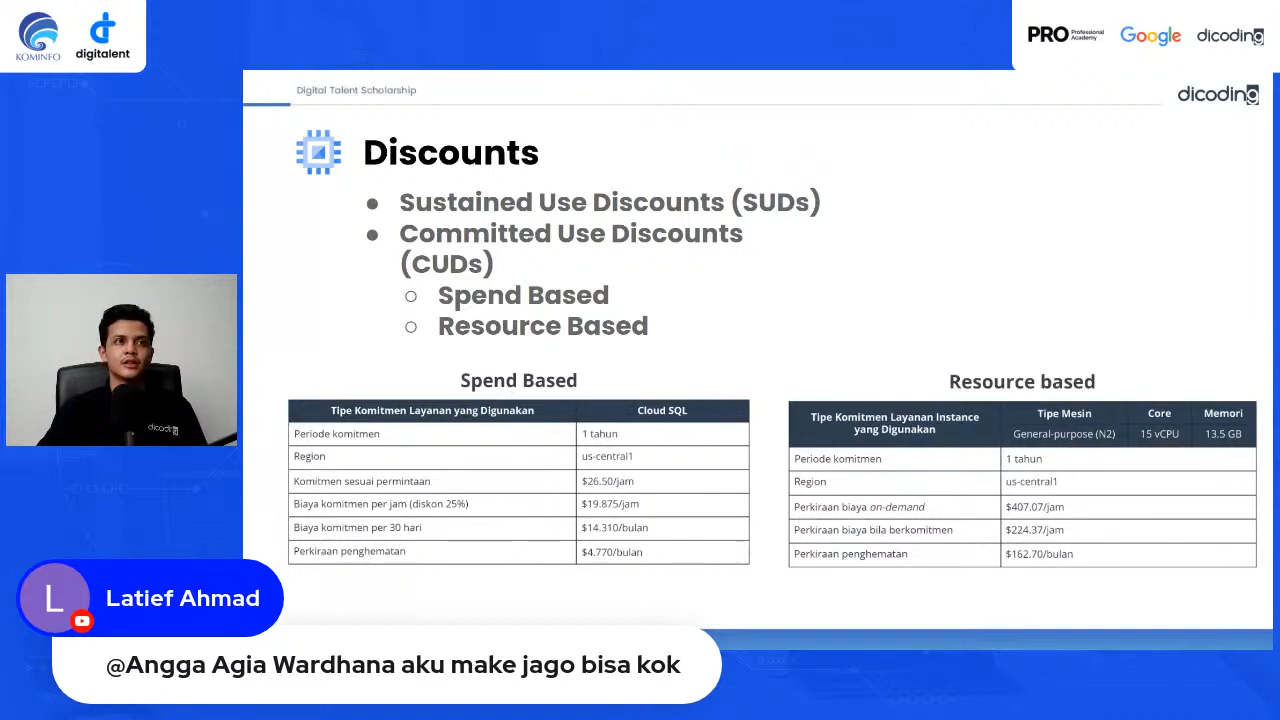 KOMINFO
digitalent
PRO Professional Academy
Google
dicoding
Digital Talent Scholarship
dicoding
Discounts
● Sustained Use Discounts (SUDs)
● Committed Use Discounts
(CUDs)
○ Spend Based
○ Resource Based
Spend Based
Tipe Komitmen Layanan yang Digunakan Cloud SQL
Periode komitmen 1 tahun
Region us-central1
Komitmen sesuai permintaan $26.50/jam
Biaya komitmen per jam (diskon 25%) $19.875/jam
Biaya komitmen per 30 hari $14.310/bulan
Perkiraan penghematan $4.770/bulan
Resource based
Tipe Komitmen Layanan Instance
yang Digunakan
Tipe Mesin Core Memori
General-purpose (N2) 15 vCPU 13.5 GB
Periode komitmen 1 tahun
Region us-central1
Perkiraan biaya on-demand $407.07/jam
Perkiraan biaya bila berkomitmen $224.37/jam
Perkiraan penghematan $162.70/bulan
dicoding
L
Latief Ahmad
@Angga Agia Wardhana aku make jago bisa kok